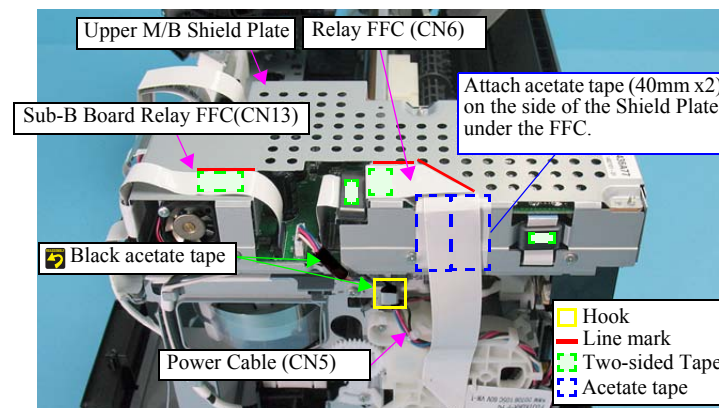 Upper M/B Shield Plate
Relay FFC (CN6)
Attach acetate tape (40mm x2)
on the side of the Shield Plate
under the FFC.
Sub-B Board Relay FFC(CN13)
Black acetate tape
Power Cable (CN5)
Hook
Line mark
Two-sided Tape
Acetate tape